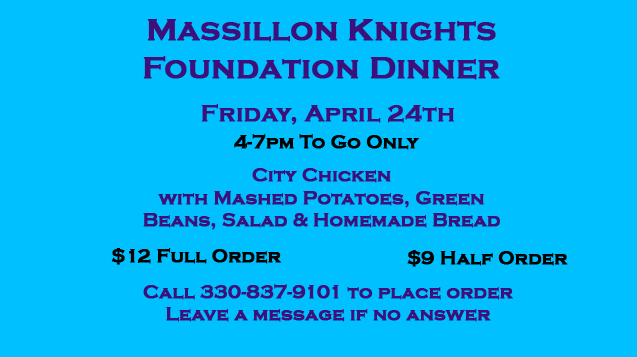 Massillon Knights
Foundation Dinner
Friday, April 24th
4-7pm To Go Only
City Chicken
with Mashed Potatoes, Green
Beans, Salad & Homemade Bread
$12 Full Order $9 Half Order
Call 330-837-9101 to place order
Leave a message if no answer